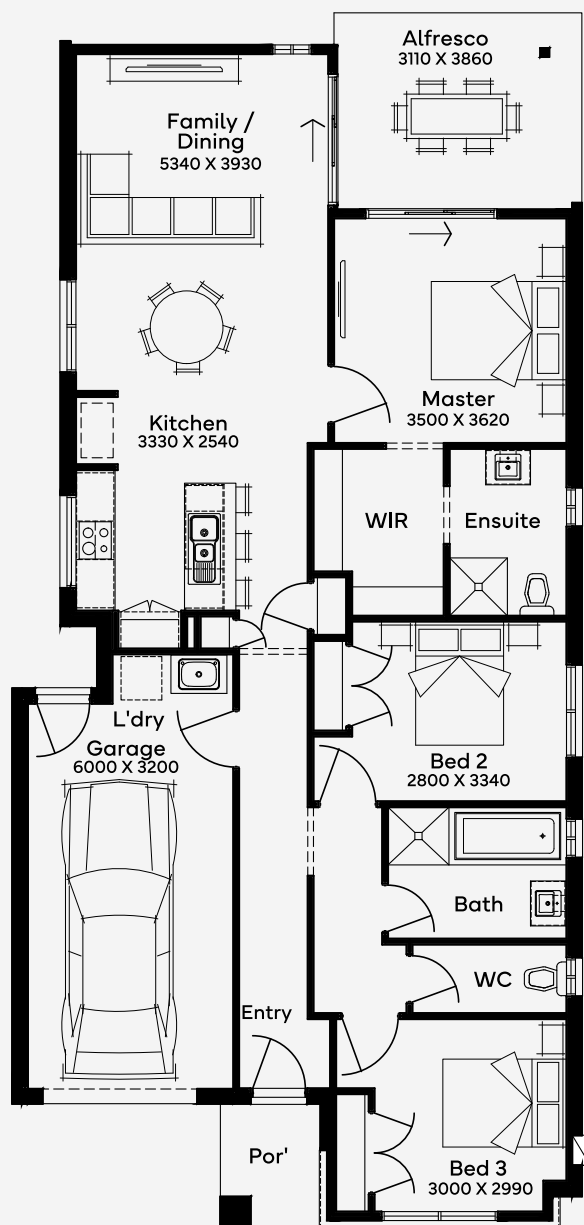 Alfresco
3110 X 3860
Family /
Dining
5340 X 3930
Master
3500 X 3620
Kitchen
3330 X 2540
WIR
Ensuite
L'dry
Garage
6000 X 3200
Bed 2
2800 X 3340
Bath
WC
Entry
Por'
Bed 3
3000 X 2990